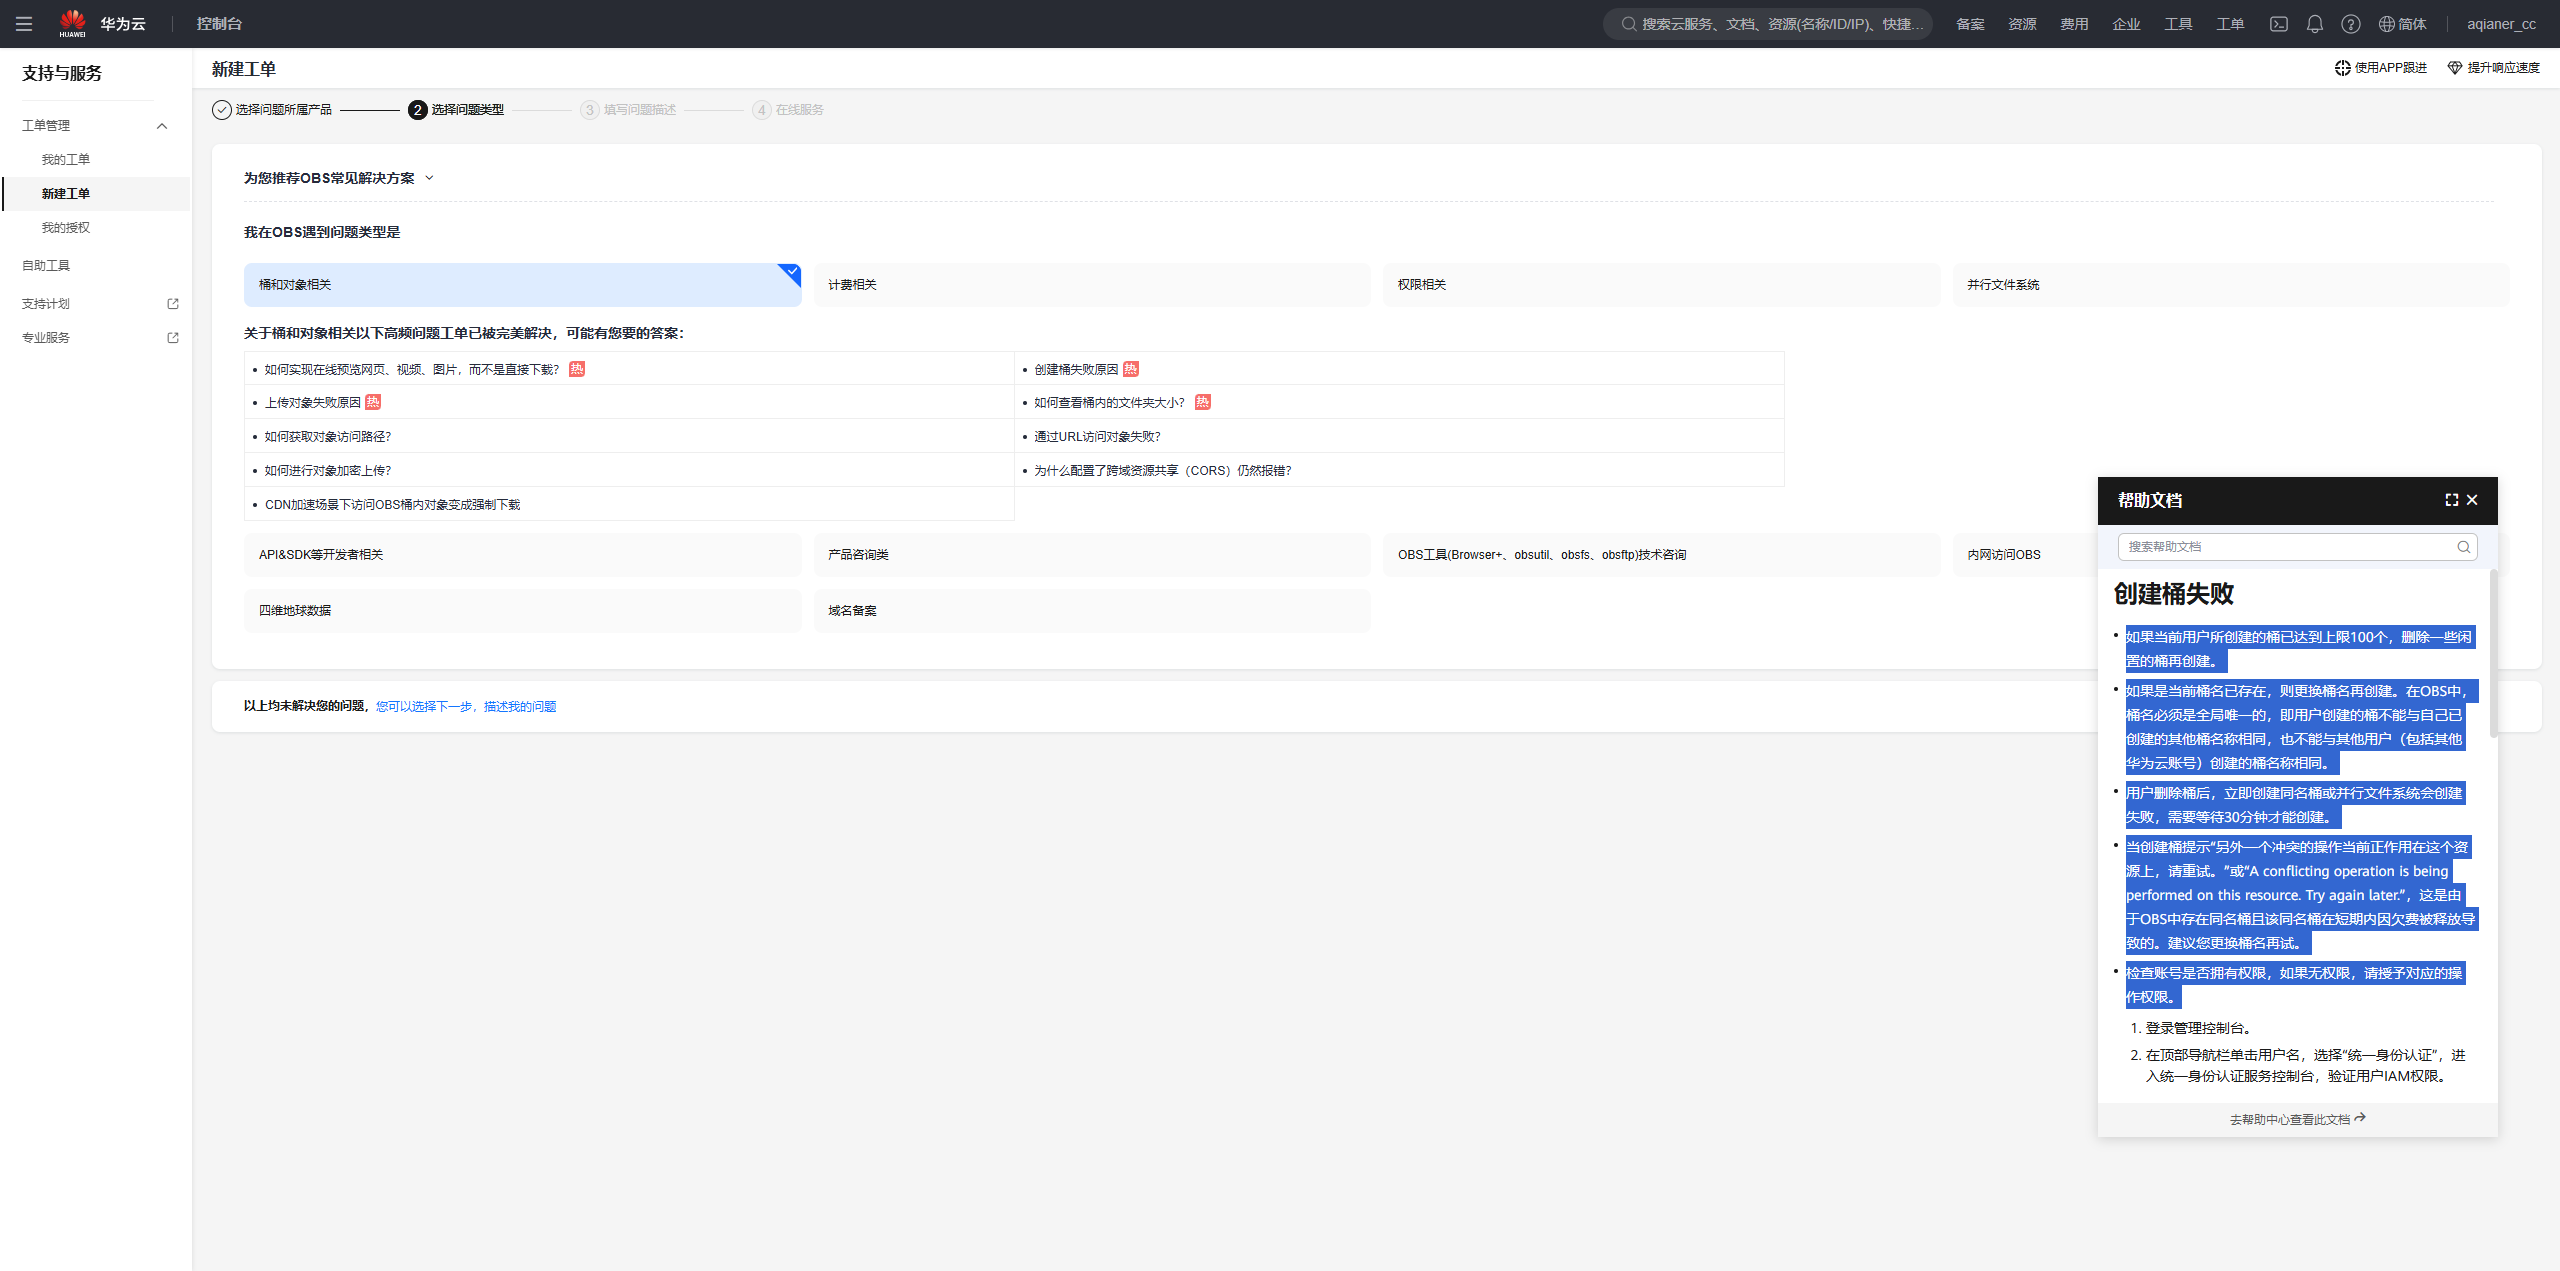 HUAWEI
华为云
控制台
搜索云服务、文档、资源(名称/ID/IP)、快捷...
备案
资源
费用
企业
工具
工单
简体
aqianer_cc
支持与服务
工单管理
我的工单
新建工单
我的授权
自助工具
支持计划
专业服务
新建工单
使用APP跟进
提升响应速度
选择问题所属产品
2 选择问题类型
3 填写问题描述
4 在线服务
为您推荐OBS常见解决方案
我在OBS遇到问题类型是
桶和对象相关
计费相关
权限相关
并行文件系统
关于桶和对象相关以下高频问题工单已被完美解决，可能有您要的答案：
• 如何实现在线预览网页、视频、图片，而不是直接下载？ 热
• 创建桶失败原因 热
• 上传对象失败原因 热
• 如何查看桶内的文件夹大小？ 热
• 如何获取对象访问路径？
• 通过URL访问对象失败？
• 如何进行对象加密上传？
• 为什么配置了跨域资源共享（CORS）仍然报错？
• CDN加速场景下访问OBS桶内对象变成强制下载
API&SDK等开发者相关
产品咨询类
OBS工具(Browser+、obsutil、obsfs、obsftp)技术咨询
内网访问OBS
四维地球数据
域名备案
以上均未解决您的问题，您可以选择下一步，描述我的问题
帮助文档
搜索帮助文档
创建桶失败
• 如果当前用户所创建的桶已达到上限100个，删除一些闲
置的桶再创建。
• 如果是当前桶名已存在，则更换桶名再创建。在OBS中，
桶名必须是全局唯一的，即用户创建的桶不能与自己已
创建的其他桶名称相同，也不能与其他用户（包括其他
华为云账号）创建的桶名称相同。
• 用户删除桶后，立即创建同名桶或并行文件系统会创建
失败，需要等待30分钟才能创建。
• 当创建桶提示“另外一个冲突的操作当前正作用在这个资
源上，请重试。”或“A conflicting operation is being
performed on this resource. Try again later.”，这是由
于OBS中存在同名桶且该同名桶在短期内因欠费被释放导
致的。建议您更换桶名再试。
• 检查账号是否拥有权限，如果无权限，请授予对应的操
作权限。
1. 登录管理控制台。
2. 在顶部导航栏单击用户名，选择“统一身份认证”，进
入统一身份认证服务控制台，验证用户IAM权限。
去帮助中心查看此文档